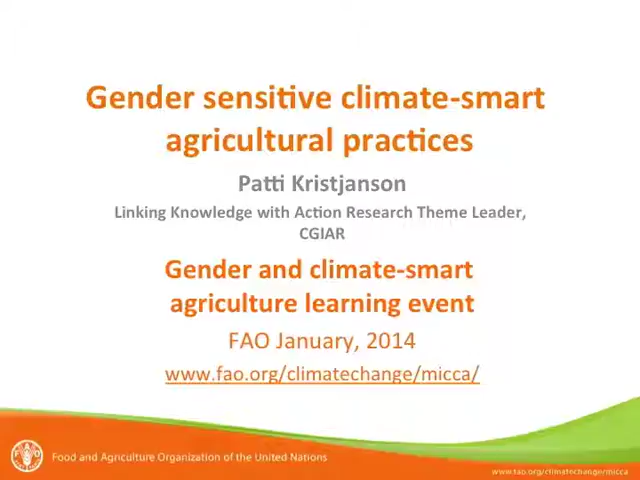 Gender sensitive climate-smart
agricultural practices
Patti Kristjanson
Linking Knowledge with Action Research Theme Leader,
CGIAR
Gender and climate-smart
agriculture learning event
FAO January, 2014
www.fao.org/climatechange/micca/
Food and Agriculture Organization of the United Nations
www.fao.org/climatechange/micca